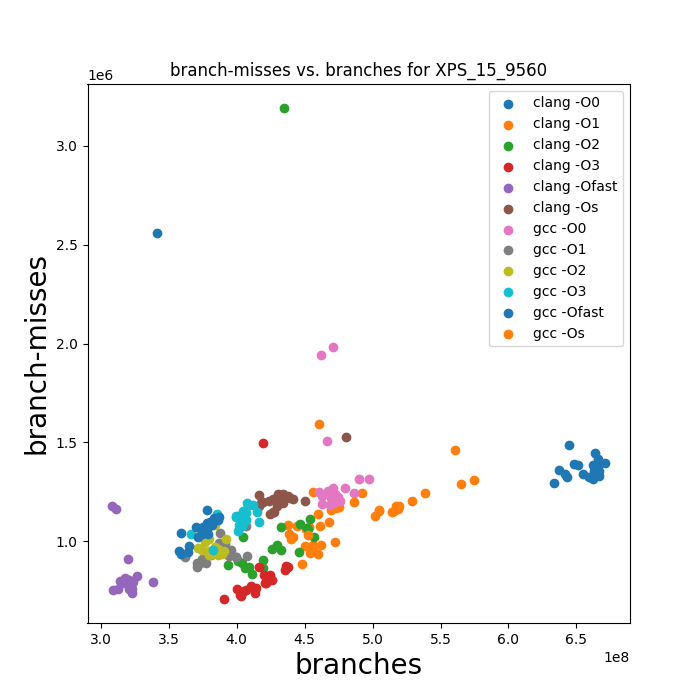 branch-misses vs. branches for XPS_15_9560
1e6
3.0
2.5
2.0
1.5
1.0
branch-misses
clang -O0
clang -O1
clang -O2
clang -O3
clang -Ofast
clang -Os
gcc -O0
gcc -O1
gcc -O2
gcc -O3
gcc -Ofast
gcc -Os
3.0 3.5 4.0 4.5 5.0 5.5 6.0 6.5
1e8
branches